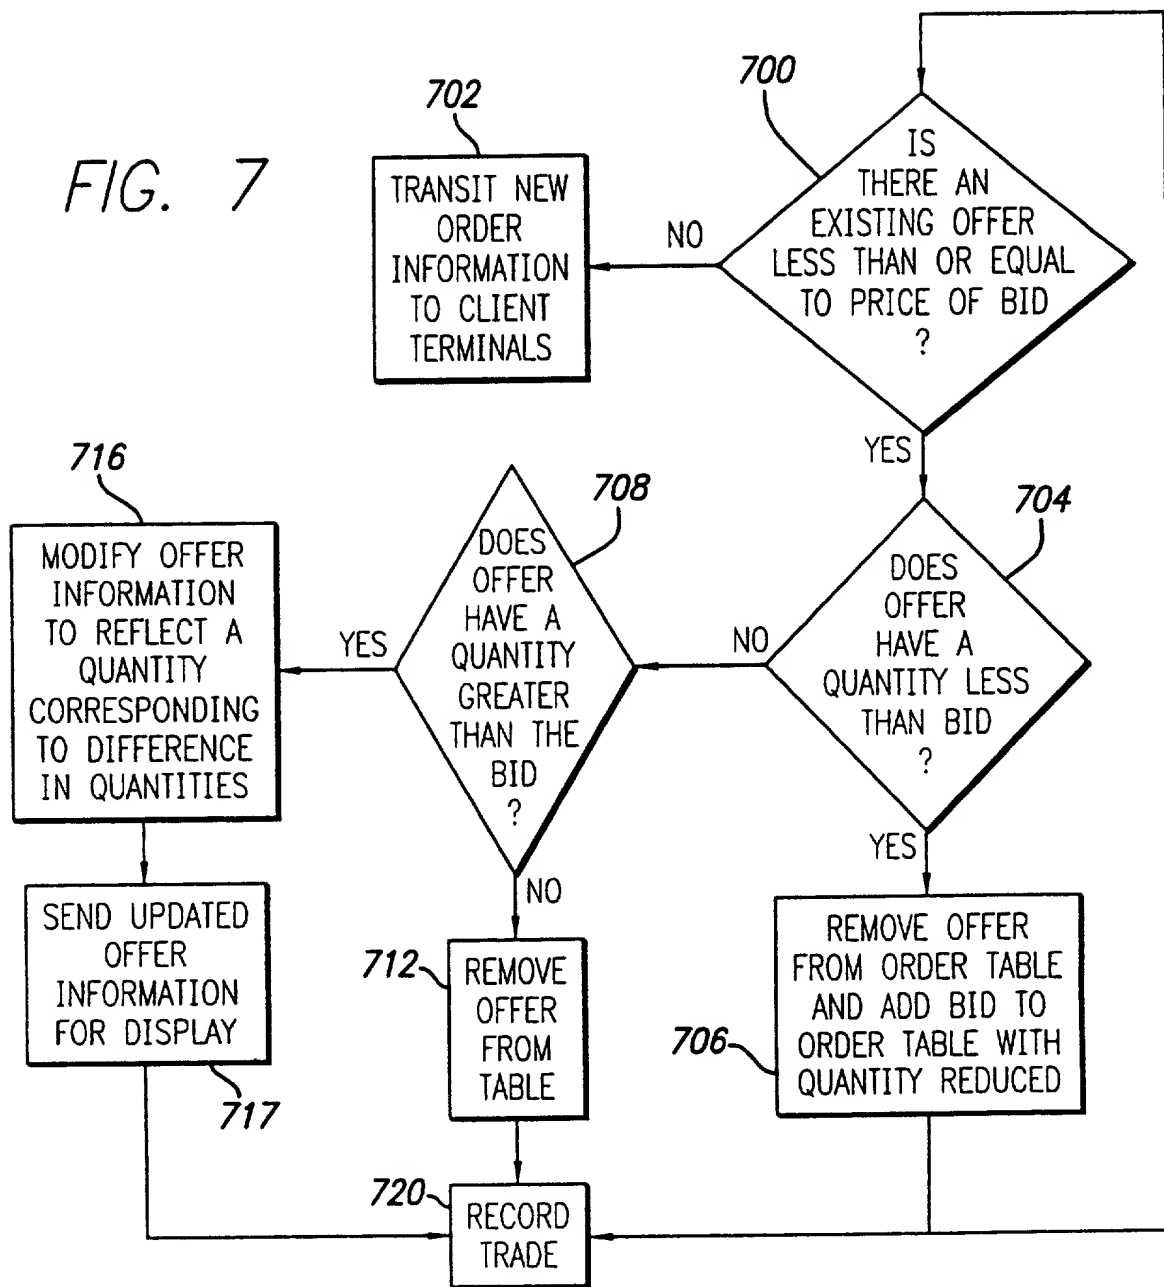 FIG. 7
702
TRANSIT NEW
ORDER
INFORMATION
TO CLIENT
TERMINALS
NO
700
IS
THERE AN
EXISTING OFFER
LESS THAN OR EQUAL
TO PRICE OF BID
?
YES
704
DOES
OFFER
HAVE A
QUANTITY LESS
THAN BID
?
NO
YES
708
DOES
OFFER
HAVE A
QUANTITY
GREATER
THAN THE
BID
?
YES
NO
716
MODIFY OFFER
INFORMATION
TO REFLECT A
QUANTITY
CORRESPONDING
TO DIFFERENCE
IN QUANTITIES
SEND UPDATED
OFFER
INFORMATION
FOR DISPLAY
717
712
REMOVE
OFFER
FROM
TABLE
706
REMOVE OFFER
FROM ORDER TABLE
AND ADD BID TO
ORDER TABLE WITH
QUANTITY REDUCED
720
RECORD
TRADE